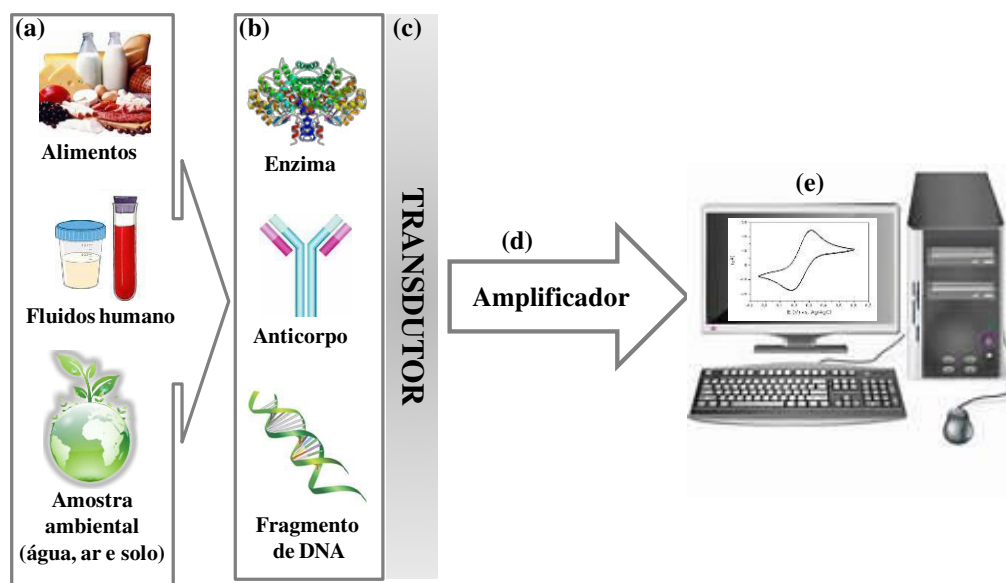 (a)
Alimentos
Fluidos humano
Amostra
ambiental
(água, ar e solo)
(b)
Enzima
Anticorpo
Fragmento
de DNA
(c)
TRANSDUTOR
(d)
Amplificador
(e)